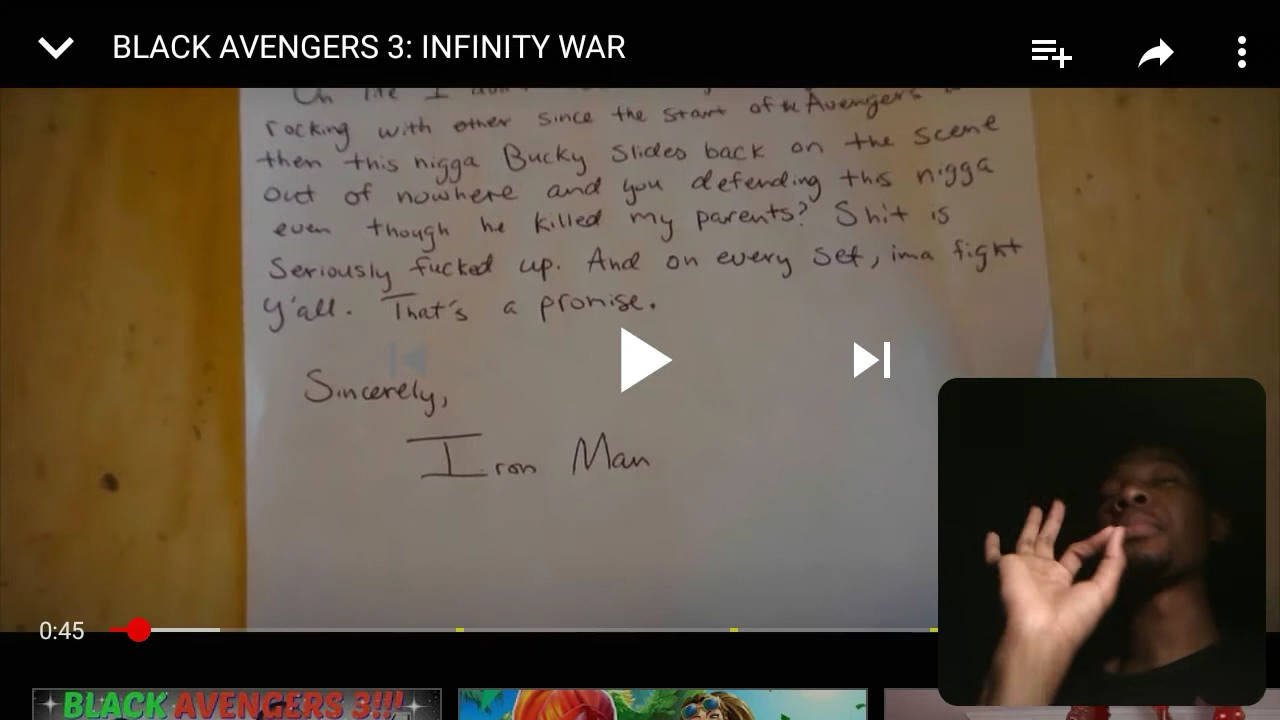 BLACK AVENGERS 3: INFINITY WAR
rocking with other since the start of the Avengers
then this nigga Bucky slides back on the scene
out of nowhere and you defending this nigga
even though he killed my parents? Shit is
seriously fucked up. And on every set, ima fight
y'all. That's a promise.
Sincerely,
Iron Man
0:45
BLACK AVENGERS 3!!!